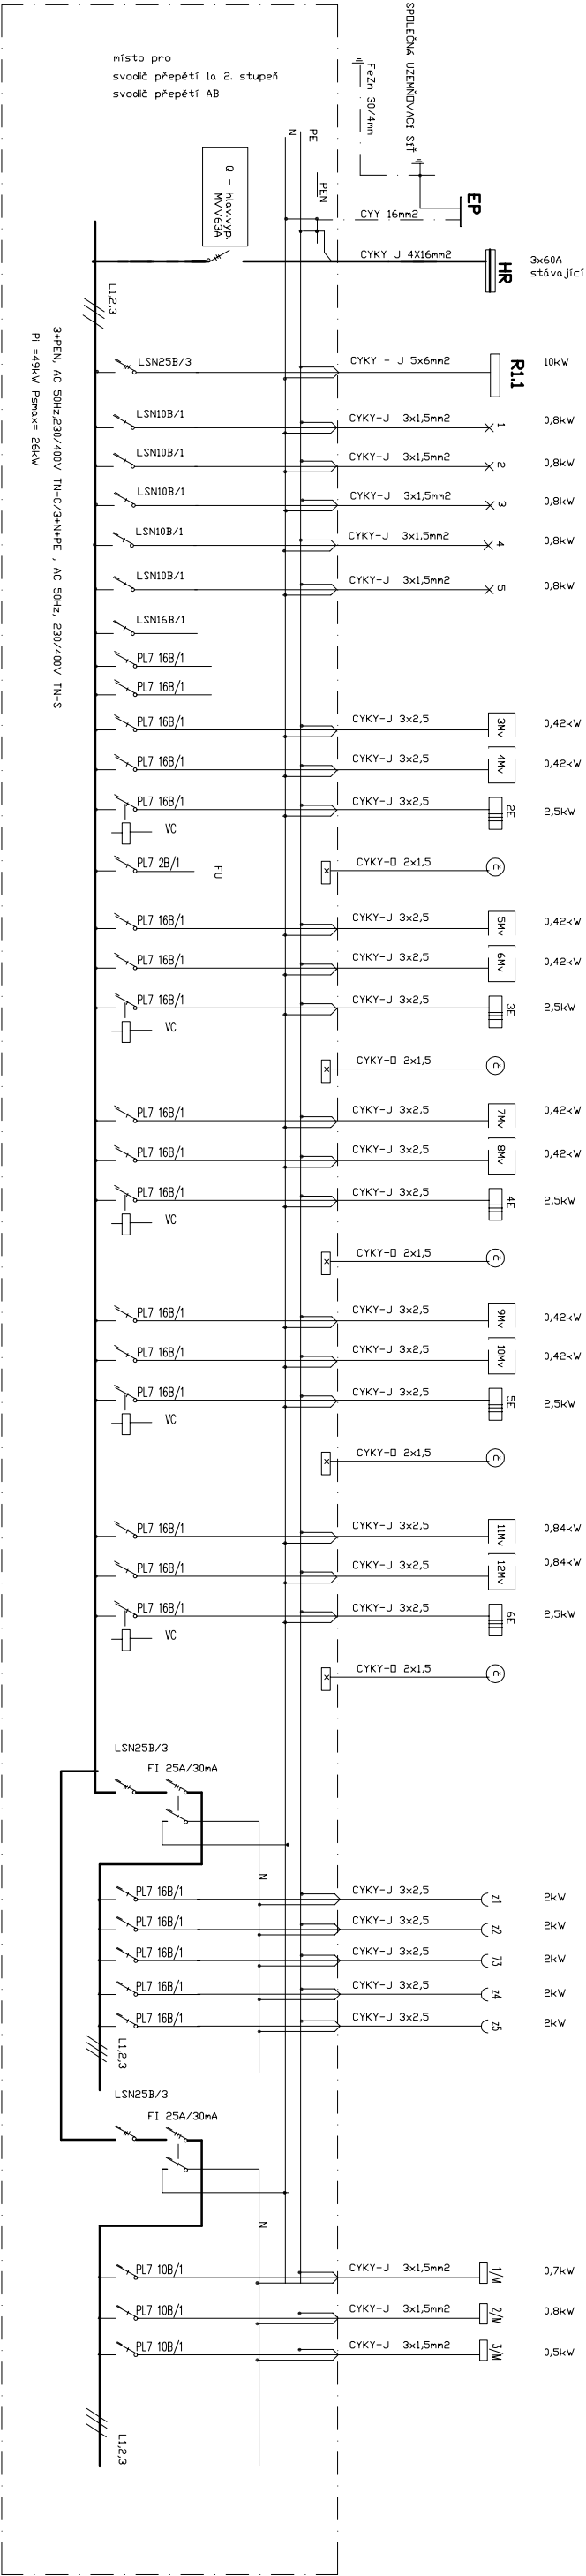 SPOLEČNÁ UZEMŇOVACÍ SÍŤ
FeZn 30/4mm
místo pro
svodič přepětí 1a 2. stupeň
svodič přepětí AB
N
PE
PEN
EP
CYY 16mm2
Q - hlav.vyp.
MVV63A
CYKY J 4X16mm2
HR
3x60A
stávající
L1,2,3
3+PEN, AC 50Hz,230/400V TN-C/3+N+PE , AC 50Hz, 230/400V TN-S
Pi =49kW Psmax= 26kW
LSN25B/3 CYKY - J 5x6mm2 R1.1 10kW
LSN10B/1 CYKY-J 3x1,5mm2 1 0,8kW
LSN10B/1 CYKY-J 3x1,5mm2 2 0,8kW
LSN10B/1 CYKY-J 3x1,5mm2 3 0,8kW
LSN10B/1 CYKY-J 3x1,5mm2 4 0,8kW
LSN10B/1 CYKY-J 3x1,5mm2 5 0,8kW
LSN16B/1
PL7 16B/1
PL7 16B/1
PL7 16B/1 CYKY-J 3x2,5 3Mv 0,42kW
PL7 16B/1 CYKY-J 3x2,5 4Mv 0,42kW
PL7 16B/1 CYKY-J 3x2,5 2E 2,5kW
VC
PL7 2B/1 FU CYKY-O 2x1,5 č
PL7 16B/1 CYKY-J 3x2,5 5Mv 0,42kW
PL7 16B/1 CYKY-J 3x2,5 6Mv 0,42kW
PL7 16B/1 CYKY-J 3x2,5 3E 2,5kW
VC
CYKY-O 2x1,5 č
PL7 16B/1 CYKY-J 3x2,5 7Mv 0,42kW
PL7 16B/1 CYKY-J 3x2,5 8Mv 0,42kW
PL7 16B/1 CYKY-J 3x2,5 4E 2,5kW
VC
CYKY-O 2x1,5 č
PL7 16B/1 CYKY-J 3x2,5 9Mv 0,42kW
PL7 16B/1 CYKY-J 3x2,5 10Mv 0,42kW
PL7 16B/1 CYKY-J 3x2,5 5E 2,5kW
VC
CYKY-O 2x1,5 č
PL7 16B/1 CYKY-J 3x2,5 11Mv 0,84kW
PL7 16B/1 CYKY-J 3x2,5 12Mv 0,84kW
PL7 16B/1 CYKY-J 3x2,5 6E 2,5kW
VC
CYKY-O 2x1,5 č
LSN25B/3
FI 25A/30mA
N
PL7 16B/1 CYKY-J 3x2,5 z1 2kW
PL7 16B/1 CYKY-J 3x2,5 z2 2kW
PL7 16B/1 CYKY-J 3x2,5 73 2kW
PL7 16B/1 CYKY-J 3x2,5 z4 2kW
PL7 16B/1 CYKY-J 3x2,5 z5 2kW
L1,2,3
LSN25B/3
FI 25A/30mA
N
PL7 10B/1 CYKY-J 3x1,5mm2 1/M 0,7kW
PL7 10B/1 CYKY-J 3x1,5mm2 2/M 0,8kW
PL7 10B/1 CYKY-J 3x1,5mm2 3/M 0,5kW
L1,2,3